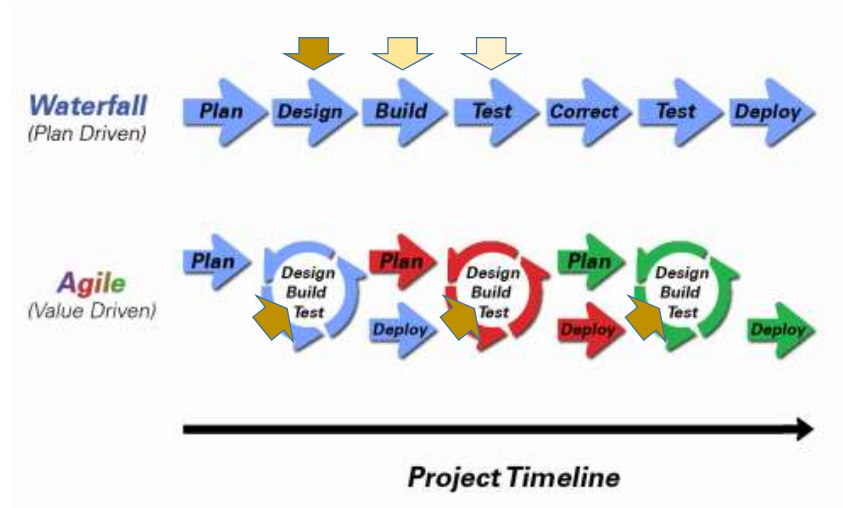 Waterfall
(Plan Driven)
Plan
Design
Build
Test
Correct
Test
Deploy
Agile
(Value Driven)
Plan
Design
Build
Test
Plan
Deploy
Design
Build
Test
Plan
Deploy
Design
Build
Test
Deploy
Project Timeline